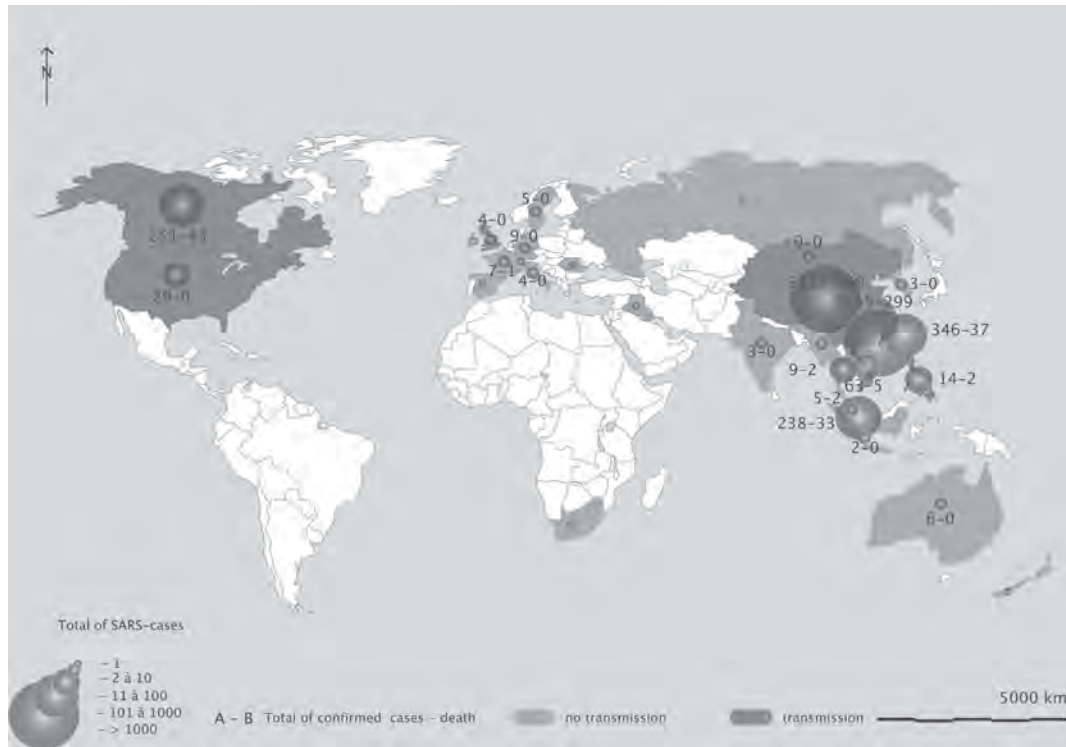 N
5-0
4-0
9-0
7-1
4-0
29-0
9-0
3-0
299
346-37
3-0
9-2
63-5
14-2
5-2
238-33
2-0
6-0
Total of SARS-cases
- 1
- 2 à 10
- 11 à 100
- 101 à 1000
- > 1000
A - B Total of confirmed cases - death
no transmission
transmission
5000 km